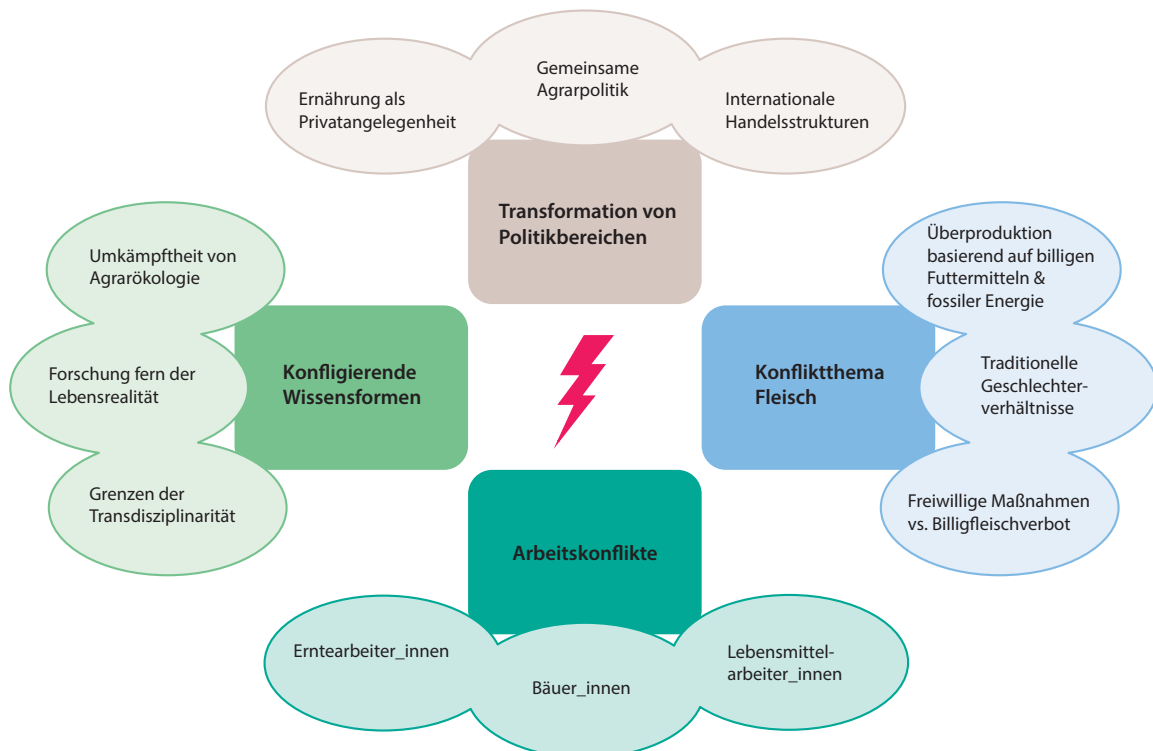 Gemeinsame
Agrarpolitik
Ernährung als
Privatangelegenheit
Internationale
Handelsstrukturen
Transformation von
Politikbereichen
Umkämpftheit von
Agrarökologie
Forschung fern der
Lebensrealität
Grenzen der
Transdisziplinarität
Konfligierende
Wissensformen
Konfliktthema
Fleisch
Überproduktion
basierend auf billigen
Futtermitteln &
fossiler Energie
Traditionelle
Geschlechter-
verhältnisse
Freiwillige Maßnahmen
vs. Billigfleischverbot
Arbeitskonflikte
Erntearbeiter_innen
Bäuer_innen
Lebensmittel-
arbeiter_innen